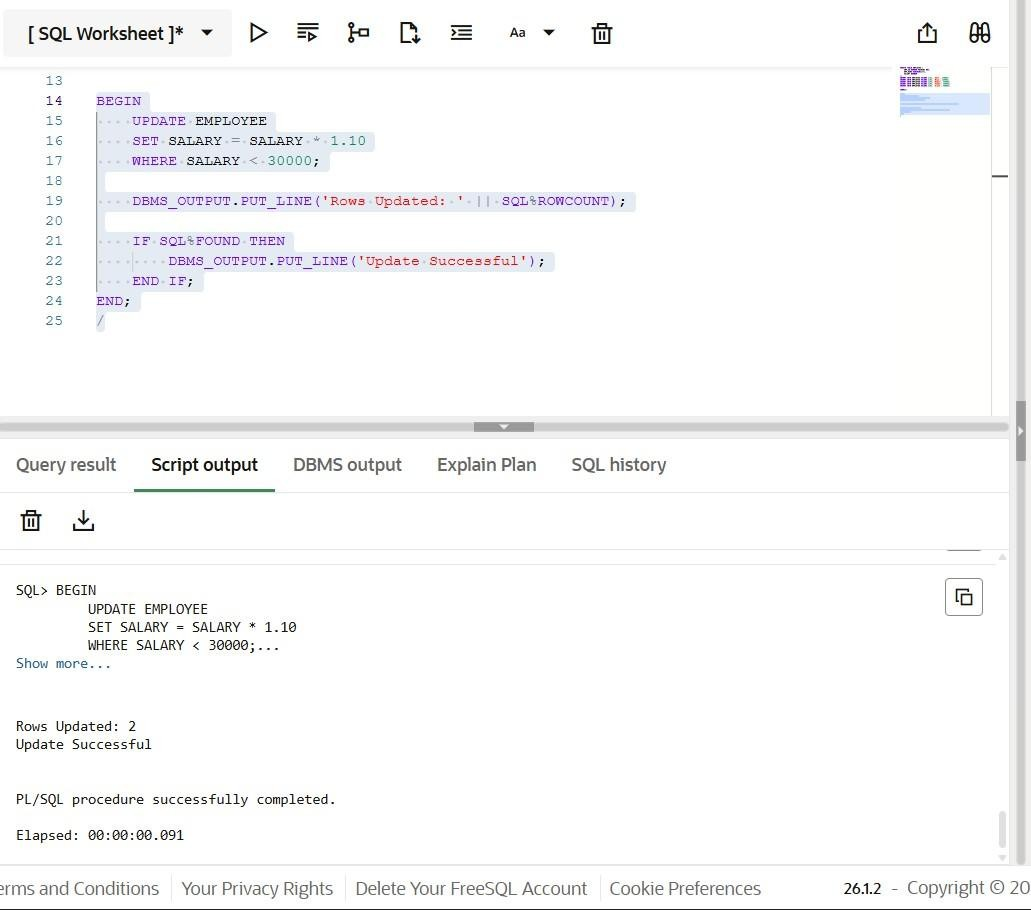 [ SQL Worksheet ]*
Aa
13
14 BEGIN
15 UPDATE EMPLOYEE
16 SET SALARY = SALARY * 1.10
17 WHERE SALARY < 30000;
18
19 DBMS_OUTPUT.PUT_LINE('Rows Updated: ' || SQL%ROWCOUNT);
20
21 IF SQL%FOUND THEN
22 DBMS_OUTPUT.PUT_LINE('Update Successful');
23 END IF;
24 END;
25 /
Query result Script output DBMS output Explain Plan SQL history
SQL> BEGIN
UPDATE EMPLOYEE
SET SALARY = SALARY * 1.10
WHERE SALARY < 30000;...
Show more...
Rows Updated: 2
Update Successful
PL/SQL procedure successfully completed.
Elapsed: 00:00:00.091
erms and Conditions Your Privacy Rights Delete Your FreeSQL Account Cookie Preferences 26.1.2 - Copyright © 20